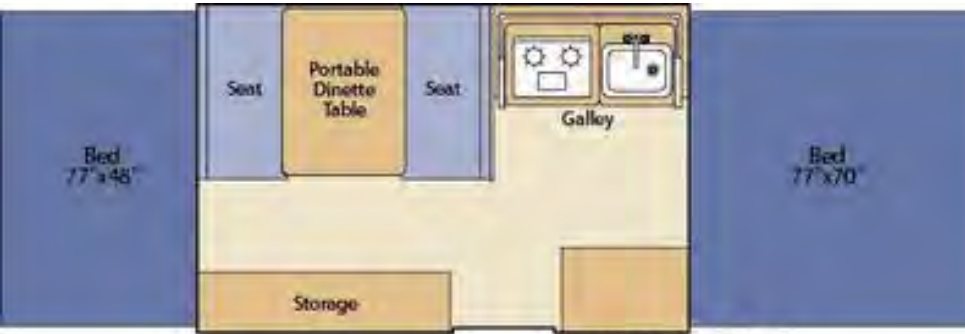 Bed
77"x48"
Seat
Portable
Dinette
Table
Seat
Galley
Bed
77"x70"
Storage